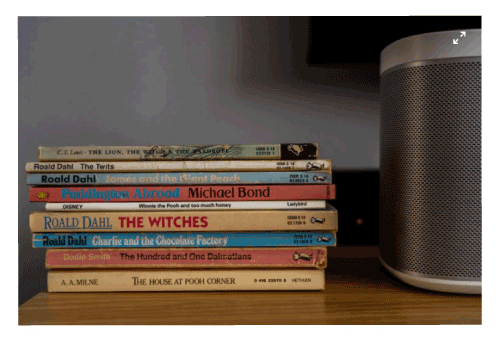 C. S. Lewis · THE LION, THE WITCH & THE WARDROBE
Roald Dahl The Twits
Roald Dahl James and the Giant Peach
Paddington Abroad Michael Bond
DISNEY Winnie the Pooh and too much honey Ladybird
ROALD DAHL THE WITCHES
Roald Dahl Charlie and the Chocolate Factory
Dodie Smith The Hundred and One Dalmatians
A. A. MILNE THE HOUSE AT POOH CORNER METHUEN